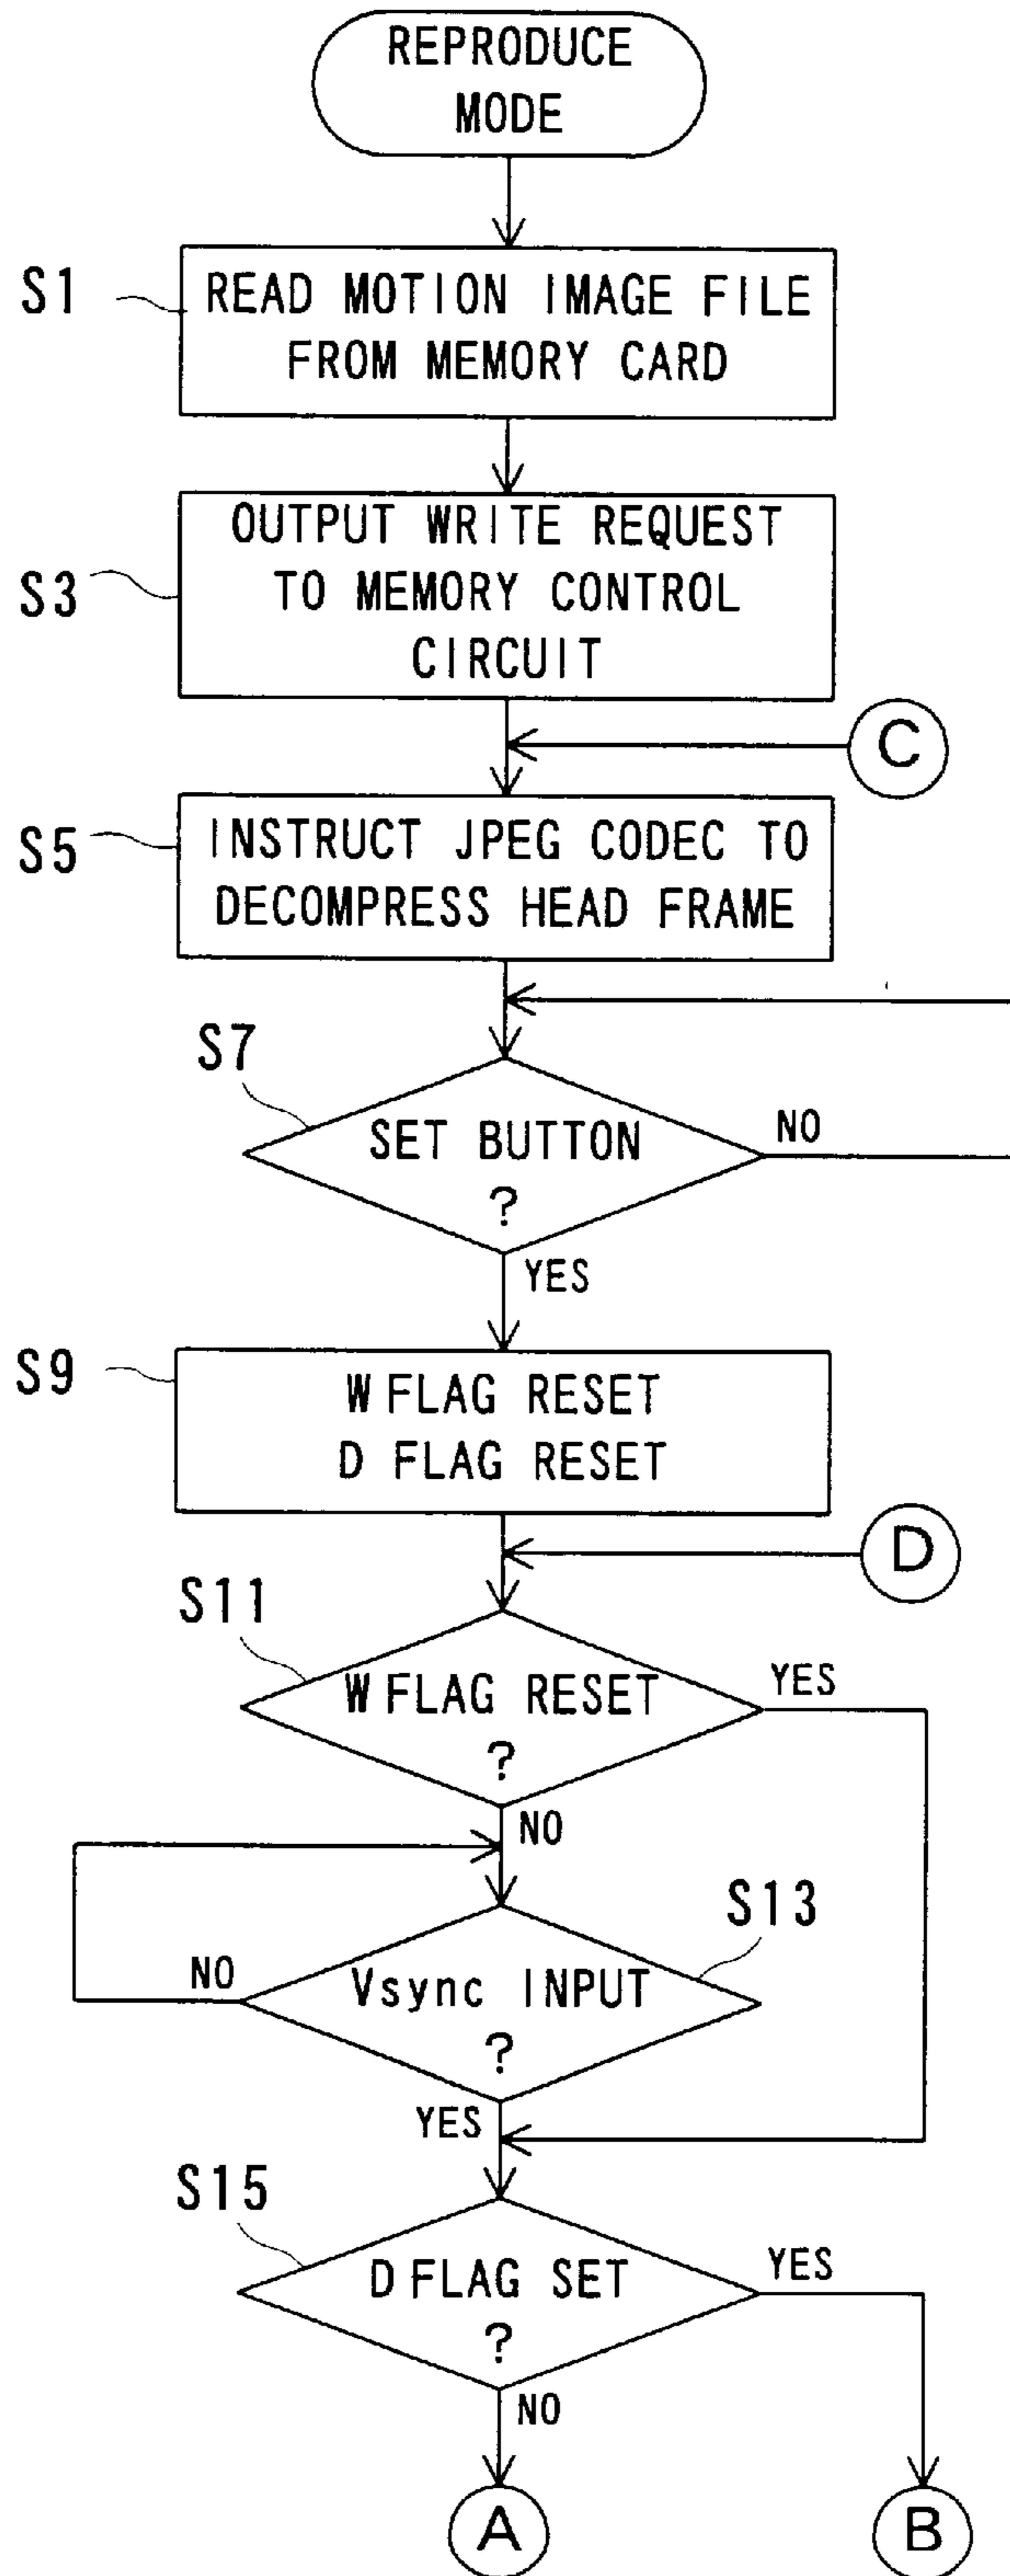 REPRODUCE
MODE
S1
READ MOTION IMAGE FILE
FROM MEMORY CARD
S3
OUTPUT WRITE REQUEST
TO MEMORY CONTROL
CIRCUIT
C
S5
INSTRUCT JPEG CODEC TO
DECOMPRESS HEAD FRAME
S7
SET BUTTON
?
NO
YES
S9
W FLAG RESET
D FLAG RESET
D
S11
W FLAG RESET
?
YES
NO
S13
Vsync INPUT
?
NO
YES
S15
D FLAG SET
?
YES
NO
A
B